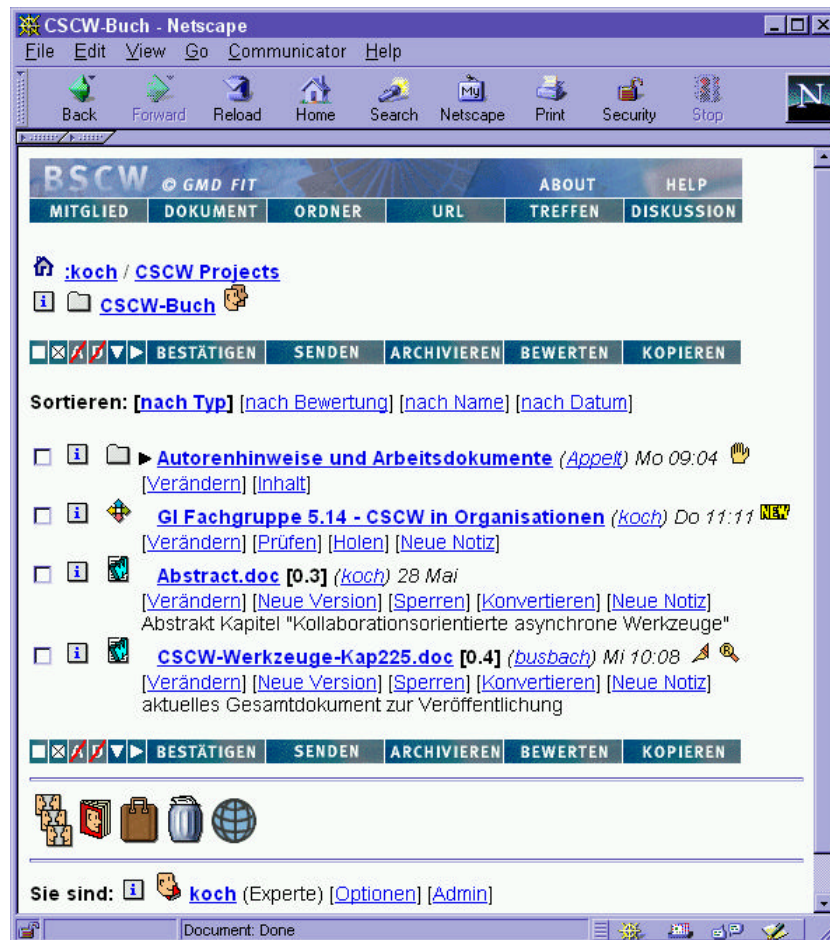 CSCW-Buch - Netscape
File Edit View Go Communicator Help
Back Forward Reload Home Search Netscape Print Security Stop
My
N
BSCW © GMD FIT ABOUT HELP
MITGLIED DOKUMENT ORDNER URL TREFFEN DISKUSSION
:koch / CSCW Projects
CSCW-Buch
BESTÄTIGEN SENDEN ARCHIVIEREN BEWERTEN KOPIEREN
Sortieren: [nach Typ] [nach Bewertung] [nach Name] [nach Datum]
Autorenhinweise und Arbeitsdokumente (Appelt) Mo 09:04
[Verändern] [Inhalt]
GI Fachgruppe 5.14 - CSCW in Organisationen (koch) Do 11:11 NEW
[Verändern] [Prüfen] [Holen] [Neue Notiz]
Abstract.doc [0.3] (koch) 28 Mai
[Verändern] [Neue Version] [Sperren] [Konvertieren] [Neue Notiz]
Abstrakt Kapitel "Kollaborationsorientierte asynchrone Werkzeuge"
CSCW-Werkzeuge-Kap225.doc [0.4] (busbach) Mi 10:08
[Verändern] [Neue Version] [Sperren] [Konvertieren] [Neue Notiz]
aktuelles Gesamtdokument zur Veröffentlichung
BESTÄTIGEN SENDEN ARCHIVIEREN BEWERTEN KOPIEREN
Sie sind: koch (Experte) [Optionen] [Admin]
Document: Done